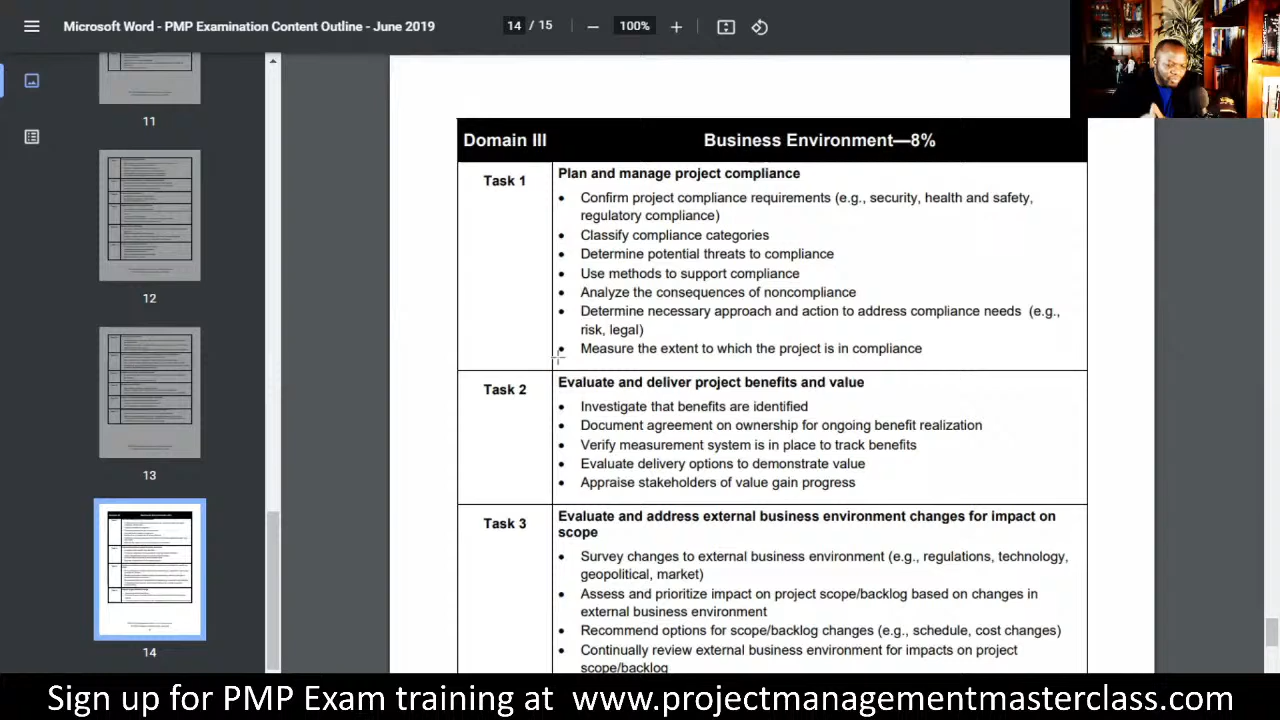 Microsoft Word - PMP Examination Content Outline - June 2019
14 / 15
100%
11
12
13
14
Domain III
Business Environment—8%
Task 1
Plan and manage project compliance
• Confirm project compliance requirements (e.g., security, health and safety,
regulatory compliance)
• Classify compliance categories
• Determine potential threats to compliance
• Use methods to support compliance
• Analyze the consequences of noncompliance
• Determine necessary approach and action to address compliance needs (e.g.,
risk, legal)
• Measure the extent to which the project is in compliance
Task 2
Evaluate and deliver project benefits and value
• Investigate that benefits are identified
• Document agreement on ownership for ongoing benefit realization
• Verify measurement system is in place to track benefits
• Evaluate delivery options to demonstrate value
• Appraise stakeholders of value gain progress
Task 3
Evaluate and address external business environment changes for impact on
scope
• Survey changes to external business environment (e.g., regulations, technology,
geopolitical, market)
• Assess and prioritize impact on project scope/backlog based on changes in
external business environment
• Recommend options for scope/backlog changes (e.g., schedule, cost changes)
• Continually review external business environment for impacts on project
scope/backlog
Sign up for PMP Exam training at www.projectmanagementmasterclass.com